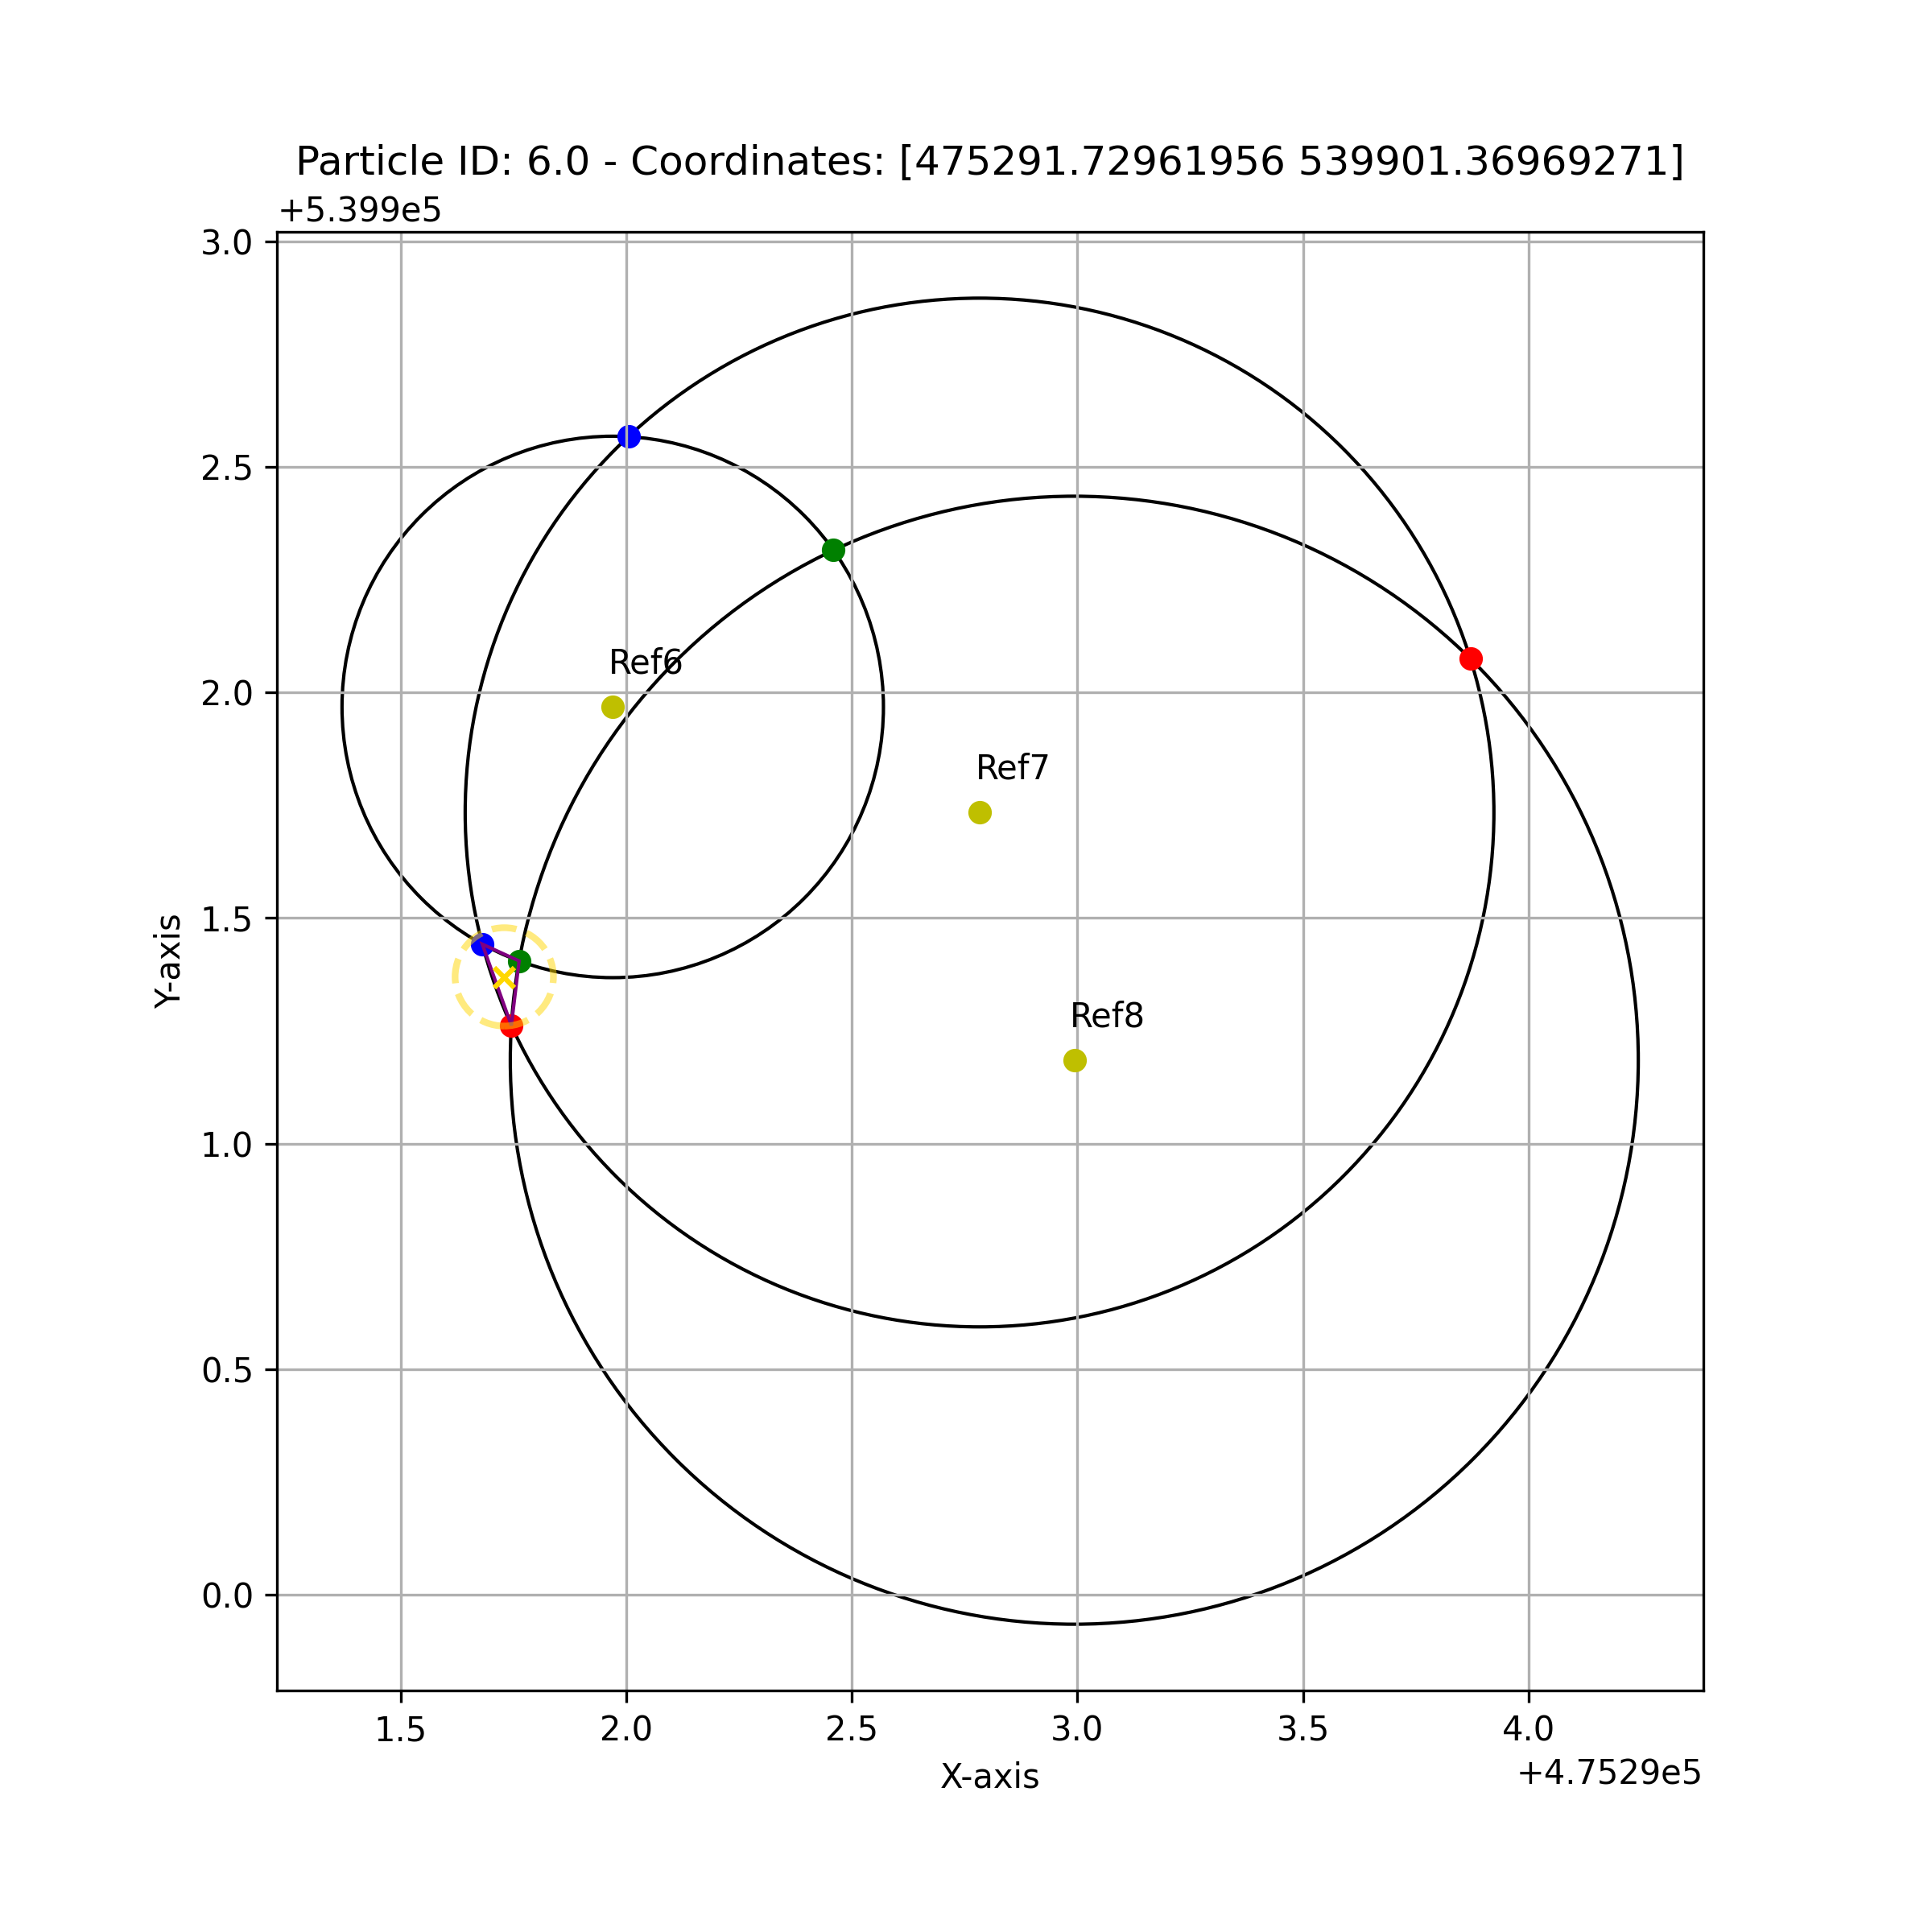 Particle ID: 6.0 - Coordinates: [475291.72961956 539901.36969271]
+5.399e5
3.0
2.5
2.0
1.5
1.0
0.5
0.0
Y-axis
Ref6
Ref7
Ref8
1.5 2.0 2.5 3.0 3.5 4.0
X-axis
+4.7529e5